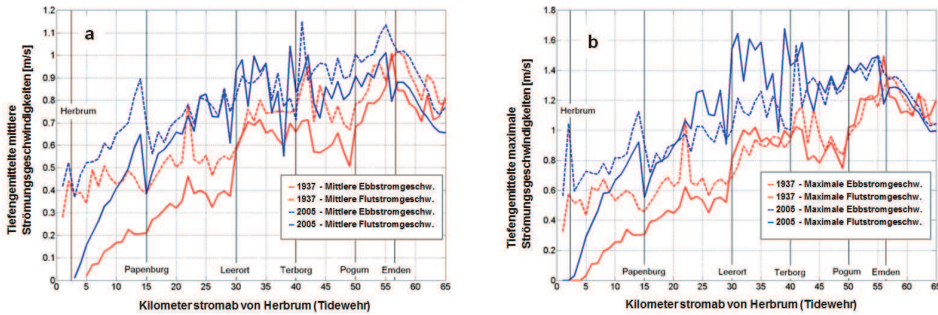 a
Tiefengemittelte mittlere
Strömungsgeschwindigkeiten [m/s]
1.2
1.1
1
0.9
0.8
0.7
0.6
0.5
0.4
0.3
0.2
0.1
0
Herbrum
Papenburg
Leerort
Terborg
Pogum
Emden
1937 - Mittlere Ebbstromgeschw.
1937 - Mittlere Flutstromgeschw.
2005 - Mittlere Ebbstromgeschw.
2005 - Mittlere Flutstromgeschw.
0 5 10 15 20 25 30 35 40 45 50 55 60 65
Kilometer stromab von Herbrum (Tidewehr)
b
Tiefengemittelte maximale
Strömungsgeschwindigkeiten [m/s]
1.8
1.6
1.4
1.2
1
0.8
0.6
0.4
0.2
0
Herbrum
Papenburg
Leerort
Terborg
Pogum
Emden
1937 - Maximale Ebbstromgeschw.
1937 - Maximale Flutstromgeschw.
2005 - Maximale Ebbstromgeschw.
2005 - Maximale Flutstromgeschw.
0 5 10 15 20 25 30 35 40 45 50 55 60 65
Kilometer stromab von Herbrum (Tidewehr)